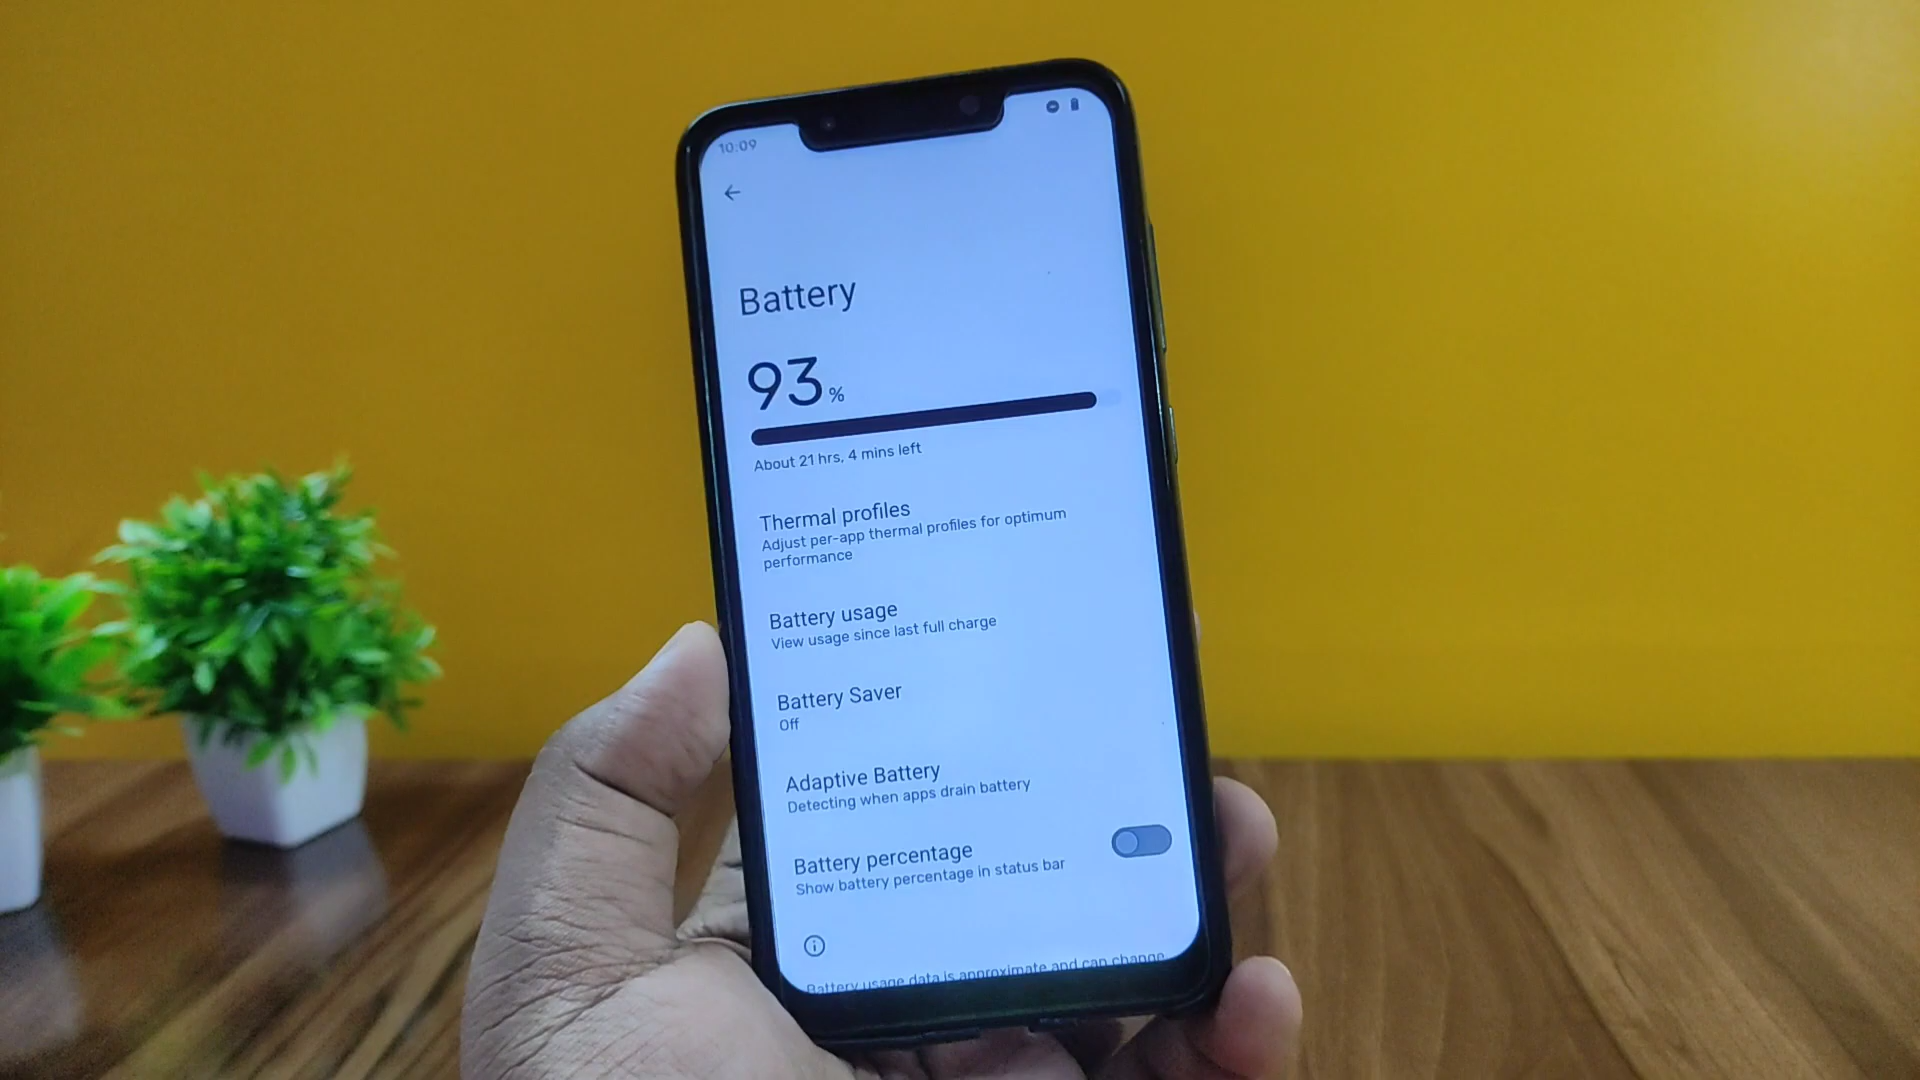 10:09
Battery
93 %
About 21 hrs, 4 mins left
Thermal profiles
Adjust per-app thermal profiles for optimum
performance
Battery usage
View usage since last full charge
Battery Saver
Off
Adaptive Battery
Detecting when apps drain battery
Battery percentage
Show battery percentage in status bar
Battery usage data is approximate and can change